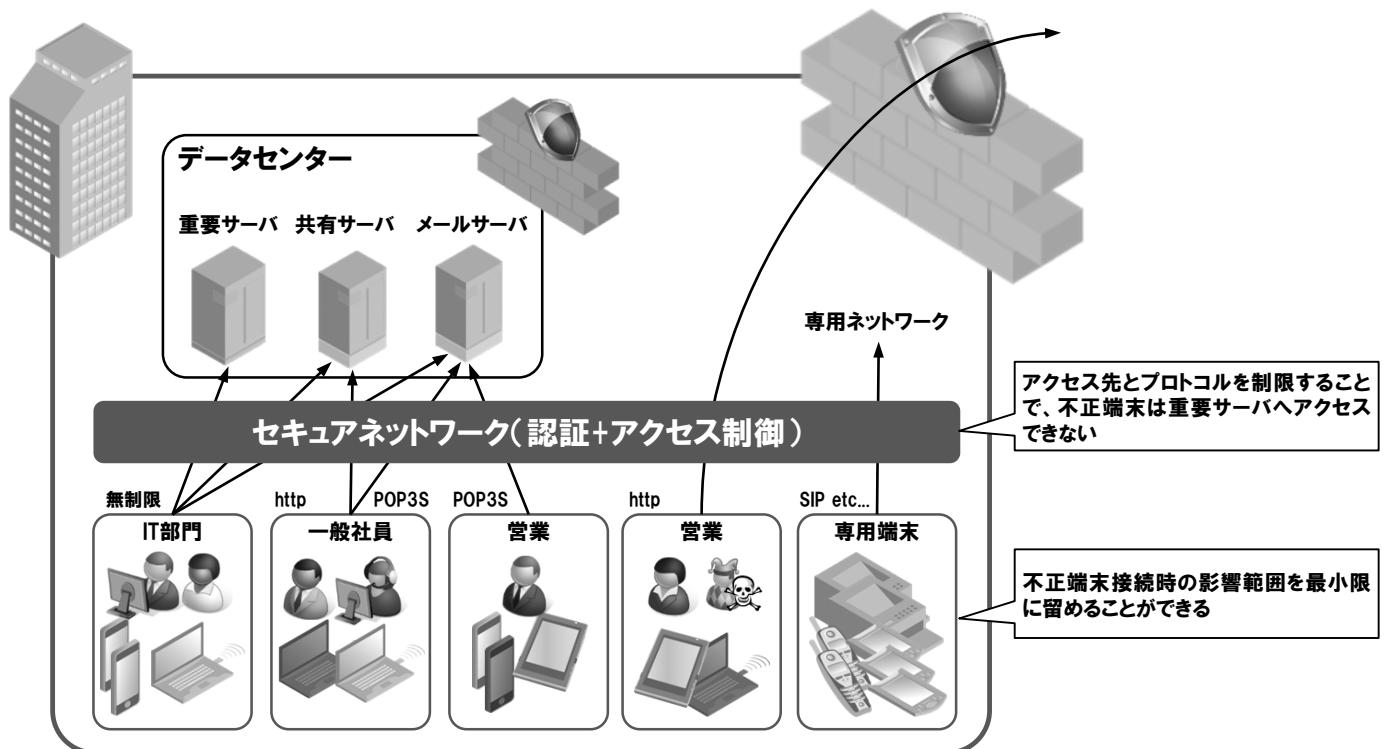 データセンター
重要サーバ 共有サーバ メールサーバ
専用ネットワーク
アクセス先とプロトコルを制限すること
で、不正端末は重要サーバへアクセス
できない
セキュアネットワーク(認証+アクセス制御)
無制限 http POP3S POP3S http SIP etc...
IT部門 一般社員 営業 営業 専用端末
不正端末接続時の影響範囲を最小限
に留めることができる